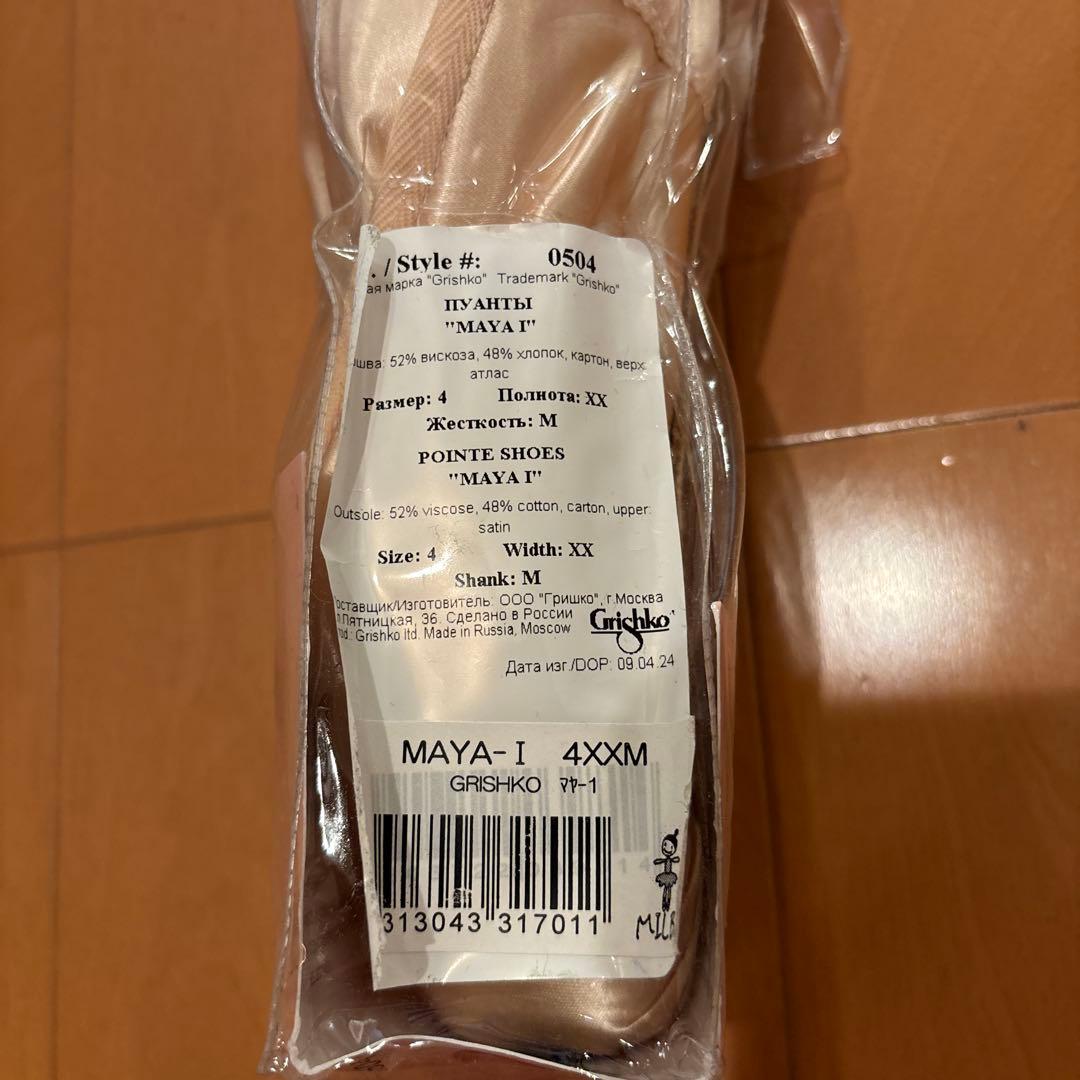 . / Style #: 0504
ая марка "Grishko" Trademark "Grishko"
ПУАНТЫ
"MAYA I"
шва: 52% вискоза, 48% хлопок, картон, верх:
атлас
Размер: 4 Полнота: XX
Жесткость: M
POINTE SHOES
"MAYA I"
Outsole: 52% viscose, 48% cotton, carton, upper:
satin
Size: 4 Width: XX
Shank: M
оставщик/Изготовитель: ООО "Гришко", г.Москва
л.Пятницкая, 36. Сделано в России
od.: Grishko ltd. Made in Russia, Moscow
Grishko
Дата изг./DOP: 09.04.24
MAYA-I 4XXM
GRISHKO ﾏﾔ-1
313043 317011
MILB